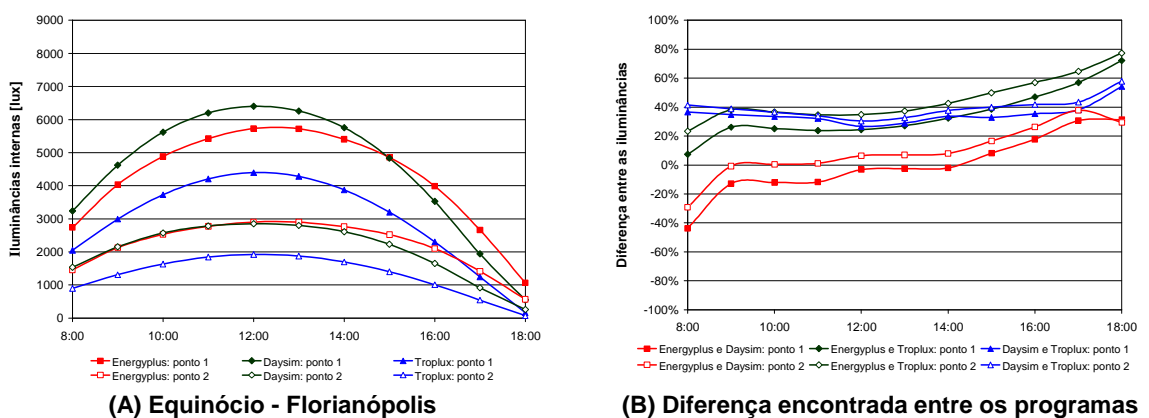 Iluminâncias internas [lux]
9000
8000
7000
6000
5000
4000
3000
2000
1000
0
8:00 10:00 12:00 14:00 16:00 18:00
Energyplus: ponto 1 Daysim: ponto 1 Troplux: ponto 1
Energyplus: ponto 2 Daysim: ponto 2 Troplux: ponto 2
(A) Equinócio - Florianópolis
Diferença entre as iluminâncias
100%
80%
60%
40%
20%
0%
-20%
-40%
-60%
-80%
-100%
8:00 10:00 12:00 14:00 16:00 18:00
Energyplus e Daysim: ponto 1 Energyplus e Troplux: ponto 1 Daysim e Troplux: ponto 1
Energyplus e Daysim: ponto 2 Energyplus e Troplux: ponto 2 Daysim e Troplux: ponto 2
(B) Diferença encontrada entre os programas